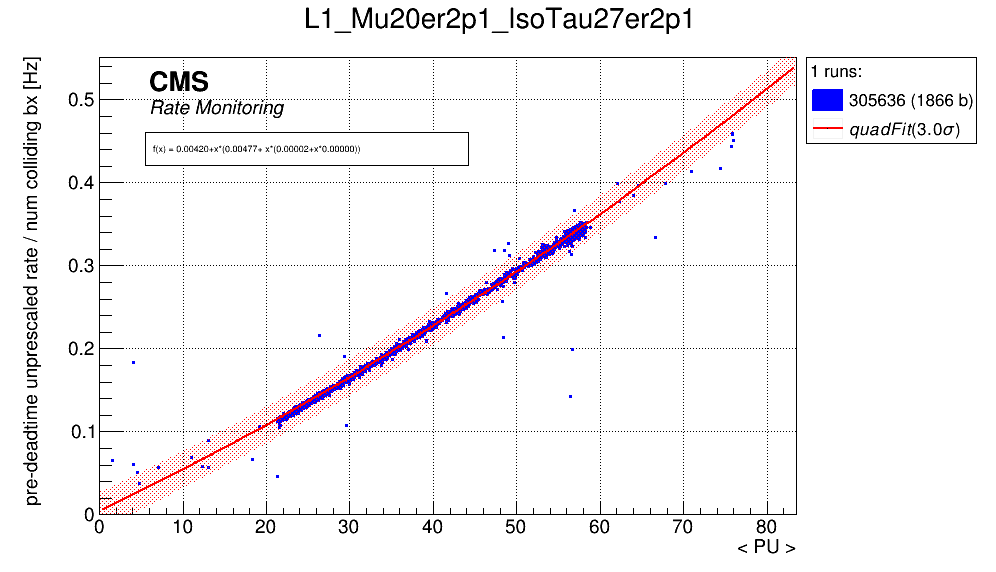 L1_Mu20er2p1_IsoTau27er2p1
pre-deadtime unprescaled rate / num colliding bx [Hz]
CMS
Rate Monitoring
f(x) = 0.00420+x*(0.00477+ x*(0.00002+x*0.00000))
1 runs:
305636 (1866 b)
quadFit(3.0σ)
0.5
0.4
0.3
0.2
0.1
0
0 10 20 30 40 50 60 70 80
< PU >